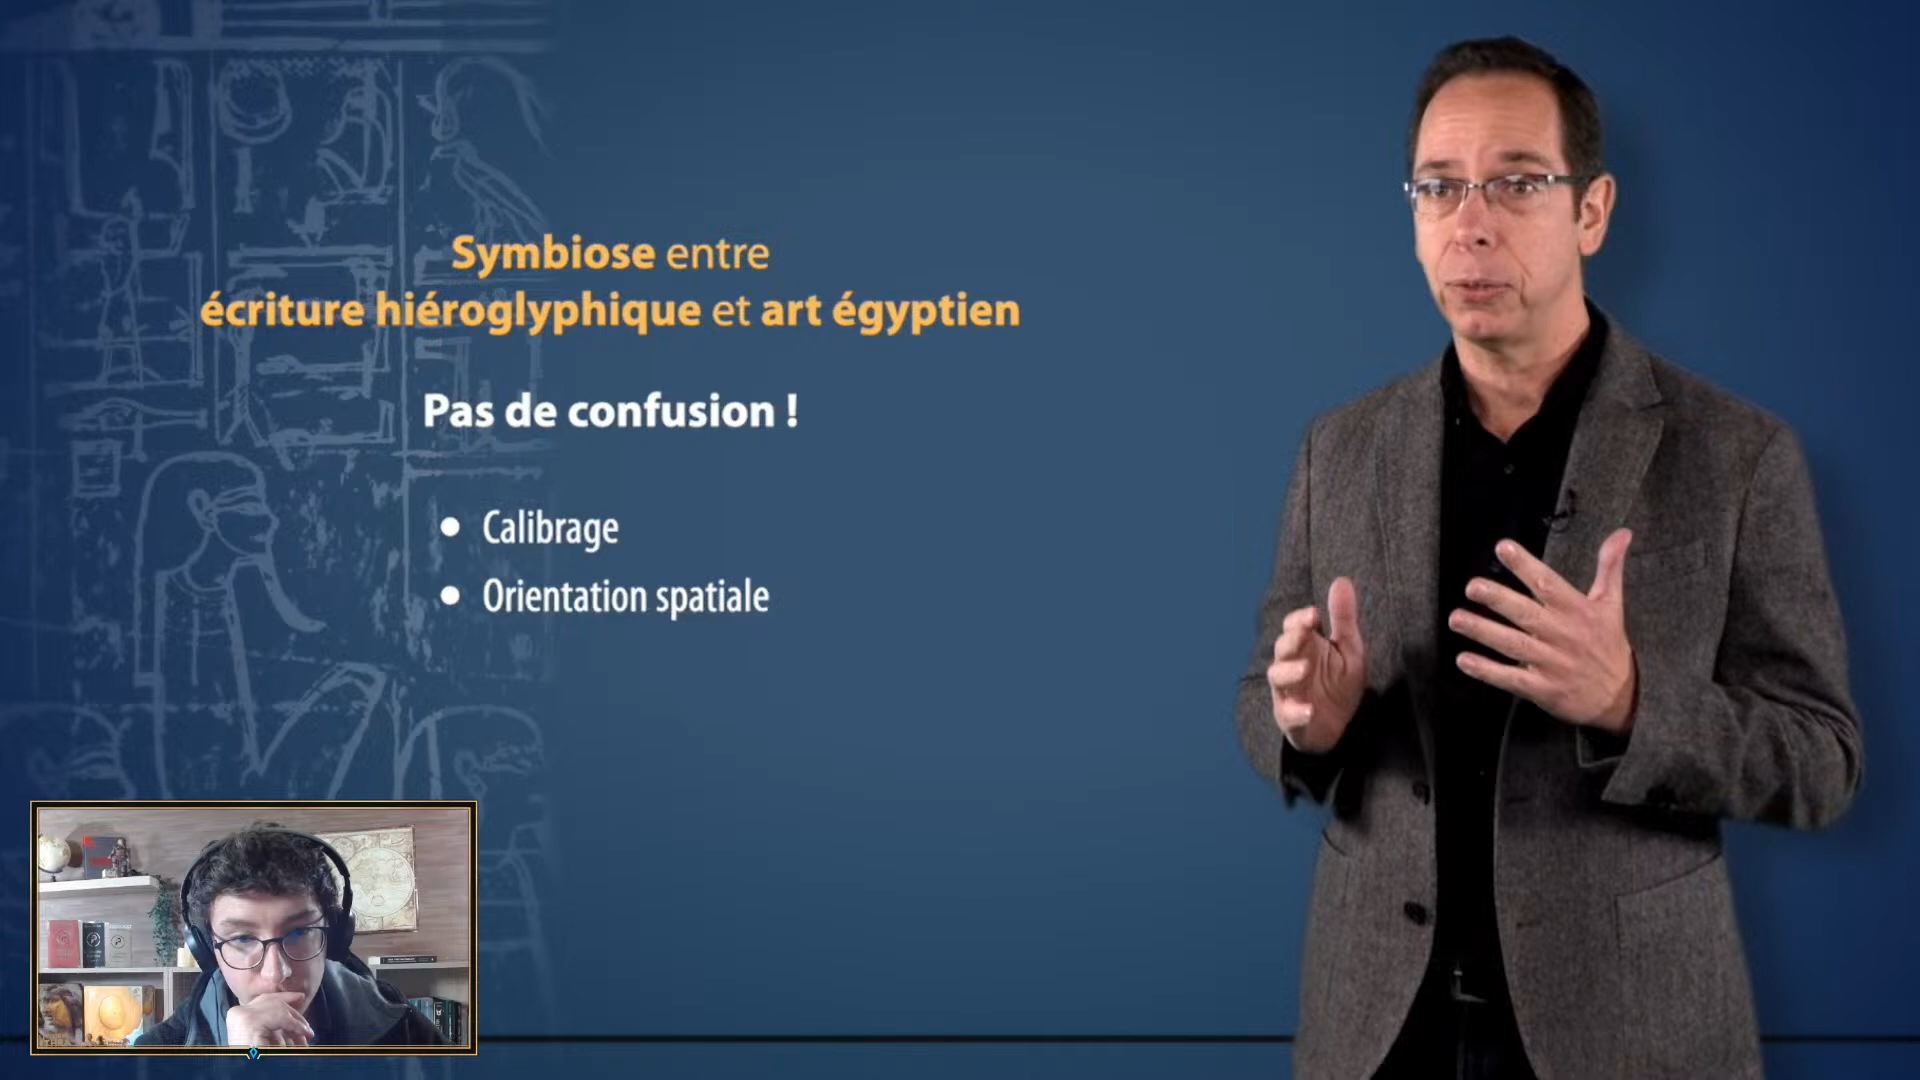 Symbiose entre
écriture hiéroglyphique et art égyptien
Pas de confusion !
• Calibrage
• Orientation spatiale